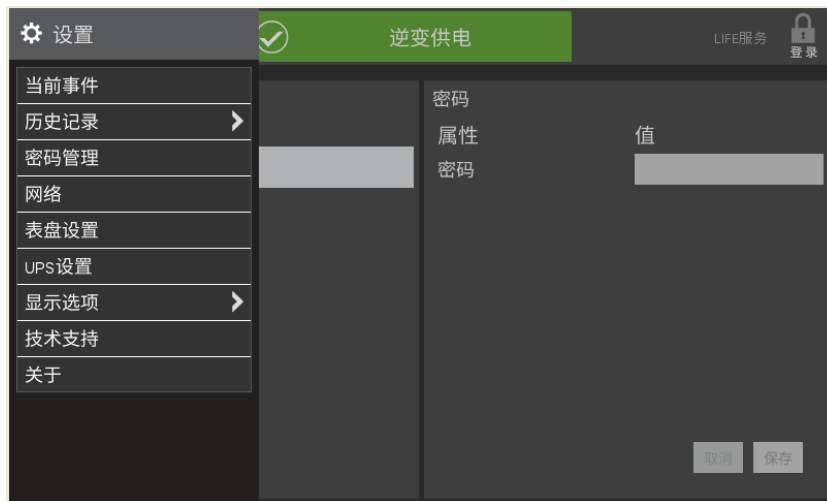 设置
逆变供电
LIFE服务
登录
当前事件
历史记录
密码管理
网络
表盘设置
UPS设置
显示选项
技术支持
关于
密码
属性 值
密码
取消 保存